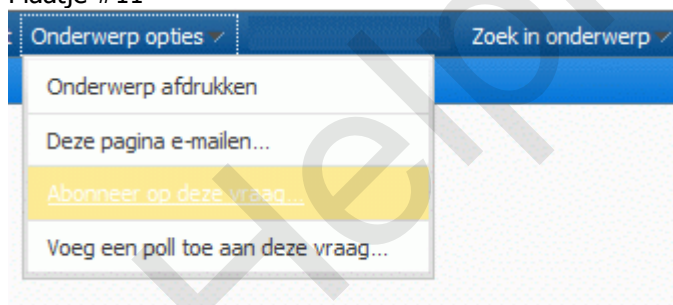 Plaatje #11
Onderwerp opties Zoek in onderwerp
Onderwerp afdrukken
Deze pagina e-mailen...
Abonneer op deze vraag...
Voeg een poll toe aan deze vraag...
Help